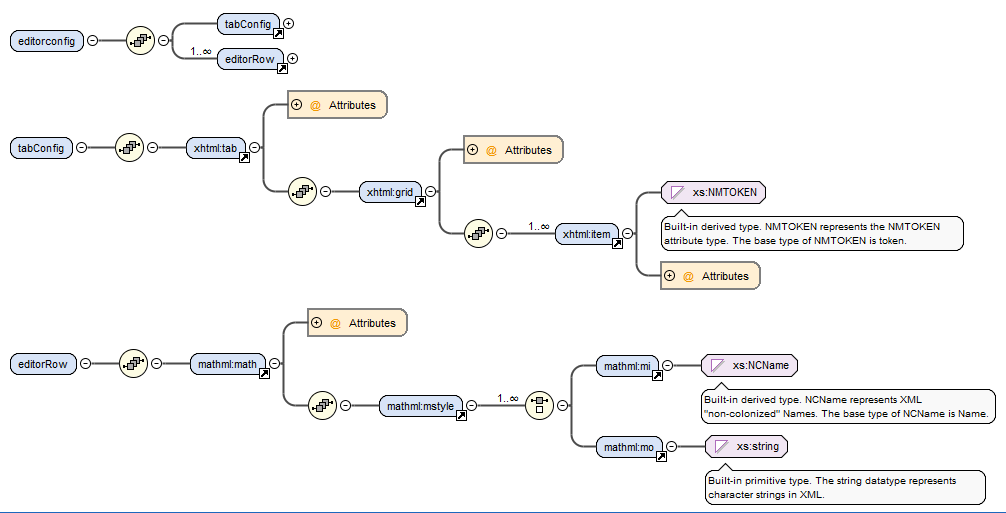 tabConfig
editorconfig
1..∞
editorRow
@ Attributes
tabConfig
xhtml:tab
@ Attributes
xhtml:grid
xs:NMTOKEN
1..∞
xhtml:item
Built-in derived type. NMTOKEN represents the NMTOKEN
attribute type. The base type of NMTOKEN is token.
@ Attributes
@ Attributes
editorRow
mathml:math
mathml:mi
xs:NCName
1..∞
mathml:mstyle
Built-in derived type. NCName represents XML
"non-colonized" Names. The base type of NCName is Name.
mathml:mo
xs:string
Built-in primitive type. The string datatype represents
character strings in XML.